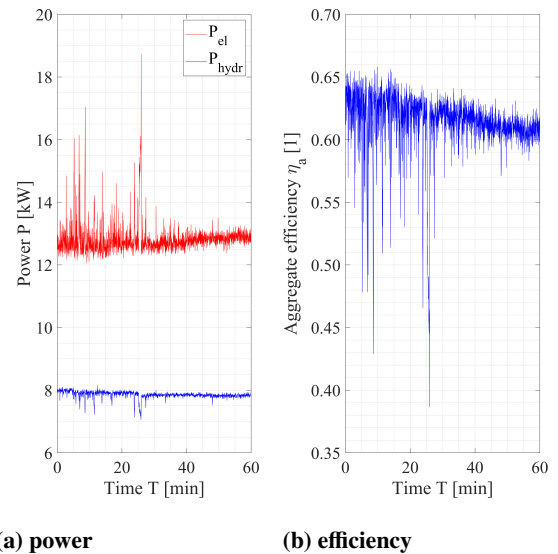 20
18
16
14
12
10
8
6
Power P [kW]
P_el
P_hydr
0 20 40 60
Time T [min]
0.70
0.65
0.60
0.55
0.50
0.45
0.40
0.35
Aggregate efficiency η_a [1]
0 20 40 60
Time T [min]
(a) power
(b) efficiency